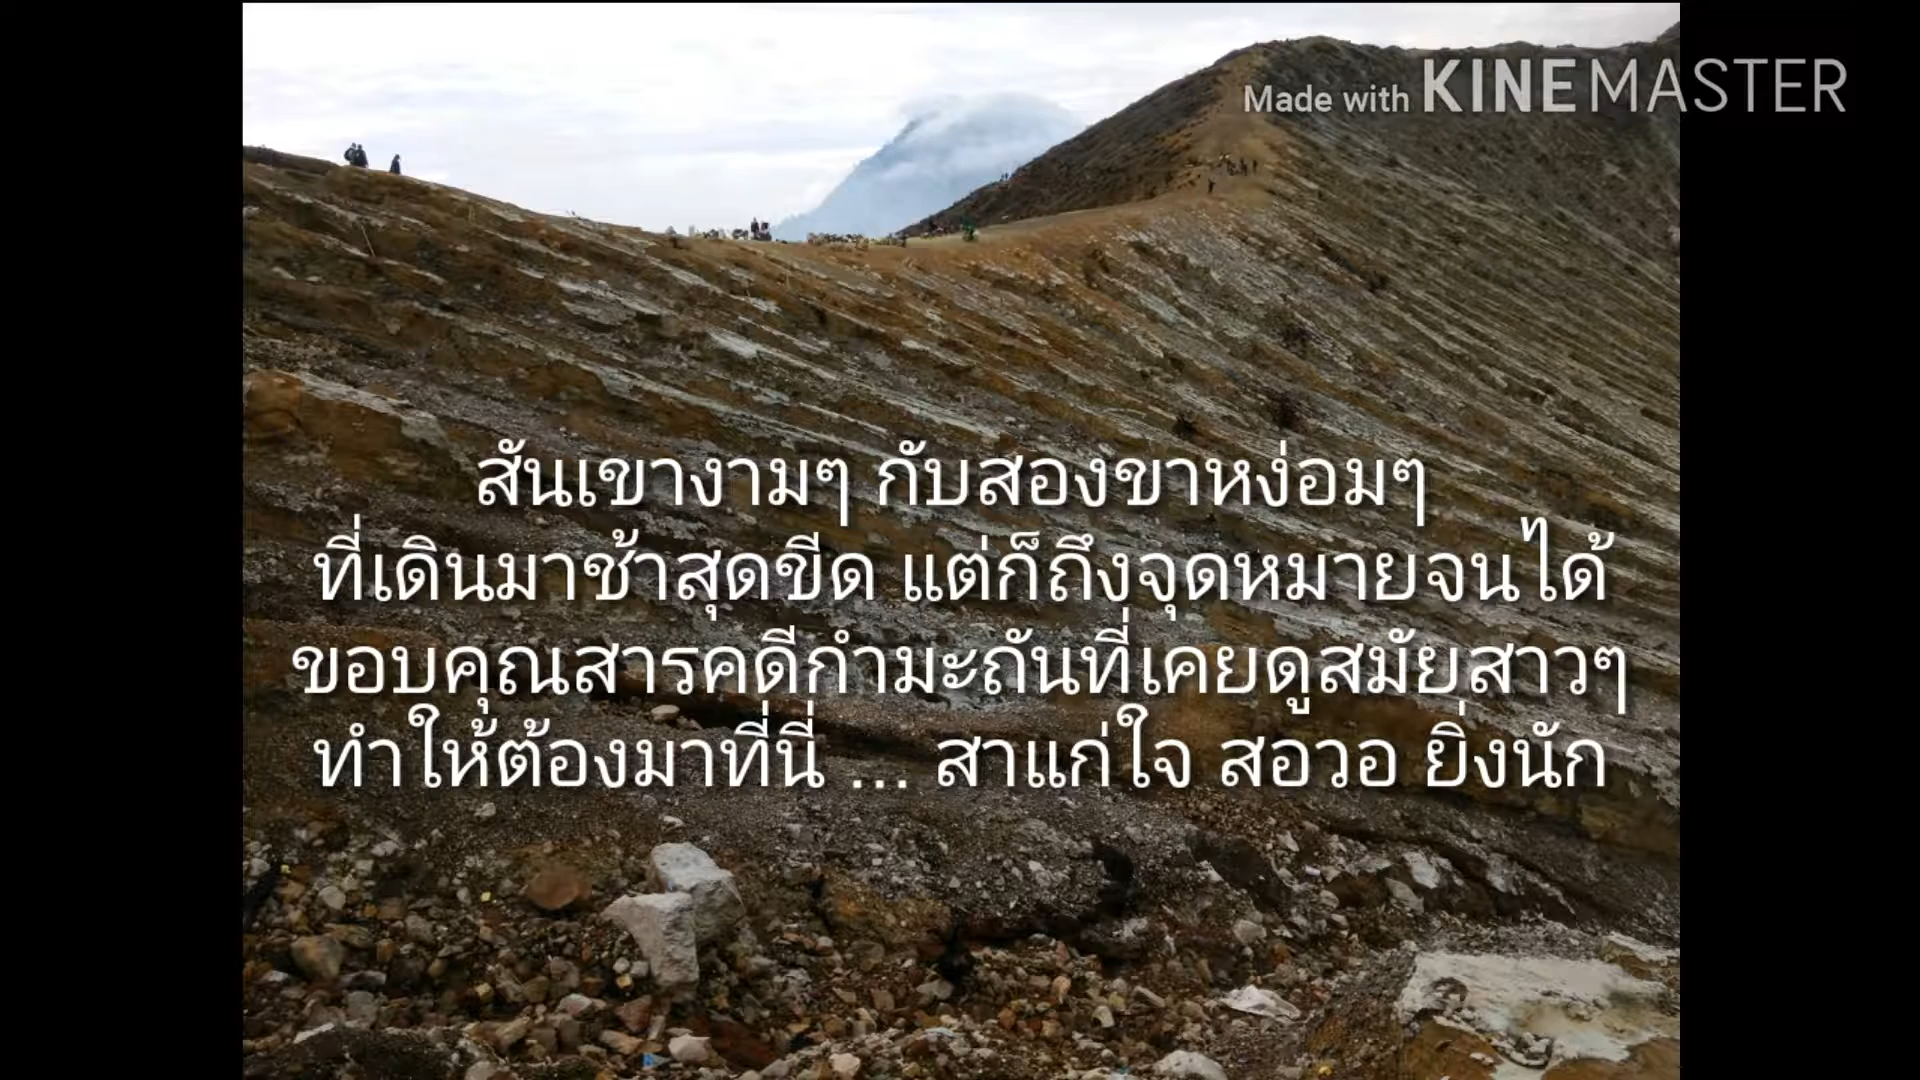 Made with KINEMASTER
สันเขางามๆ กับสองขาหง่อมๆ
ที่เดินมาช้าสุดขีด แต่ก็ถึงจุดหมายจนได้
ขอบคุณสารคดีกำมะถันที่เคยดูสมัยสาวๆ
ทำให้ต้องมาที่นี่ ... สาแก่ใจ สอวอ ยิ่งนัก